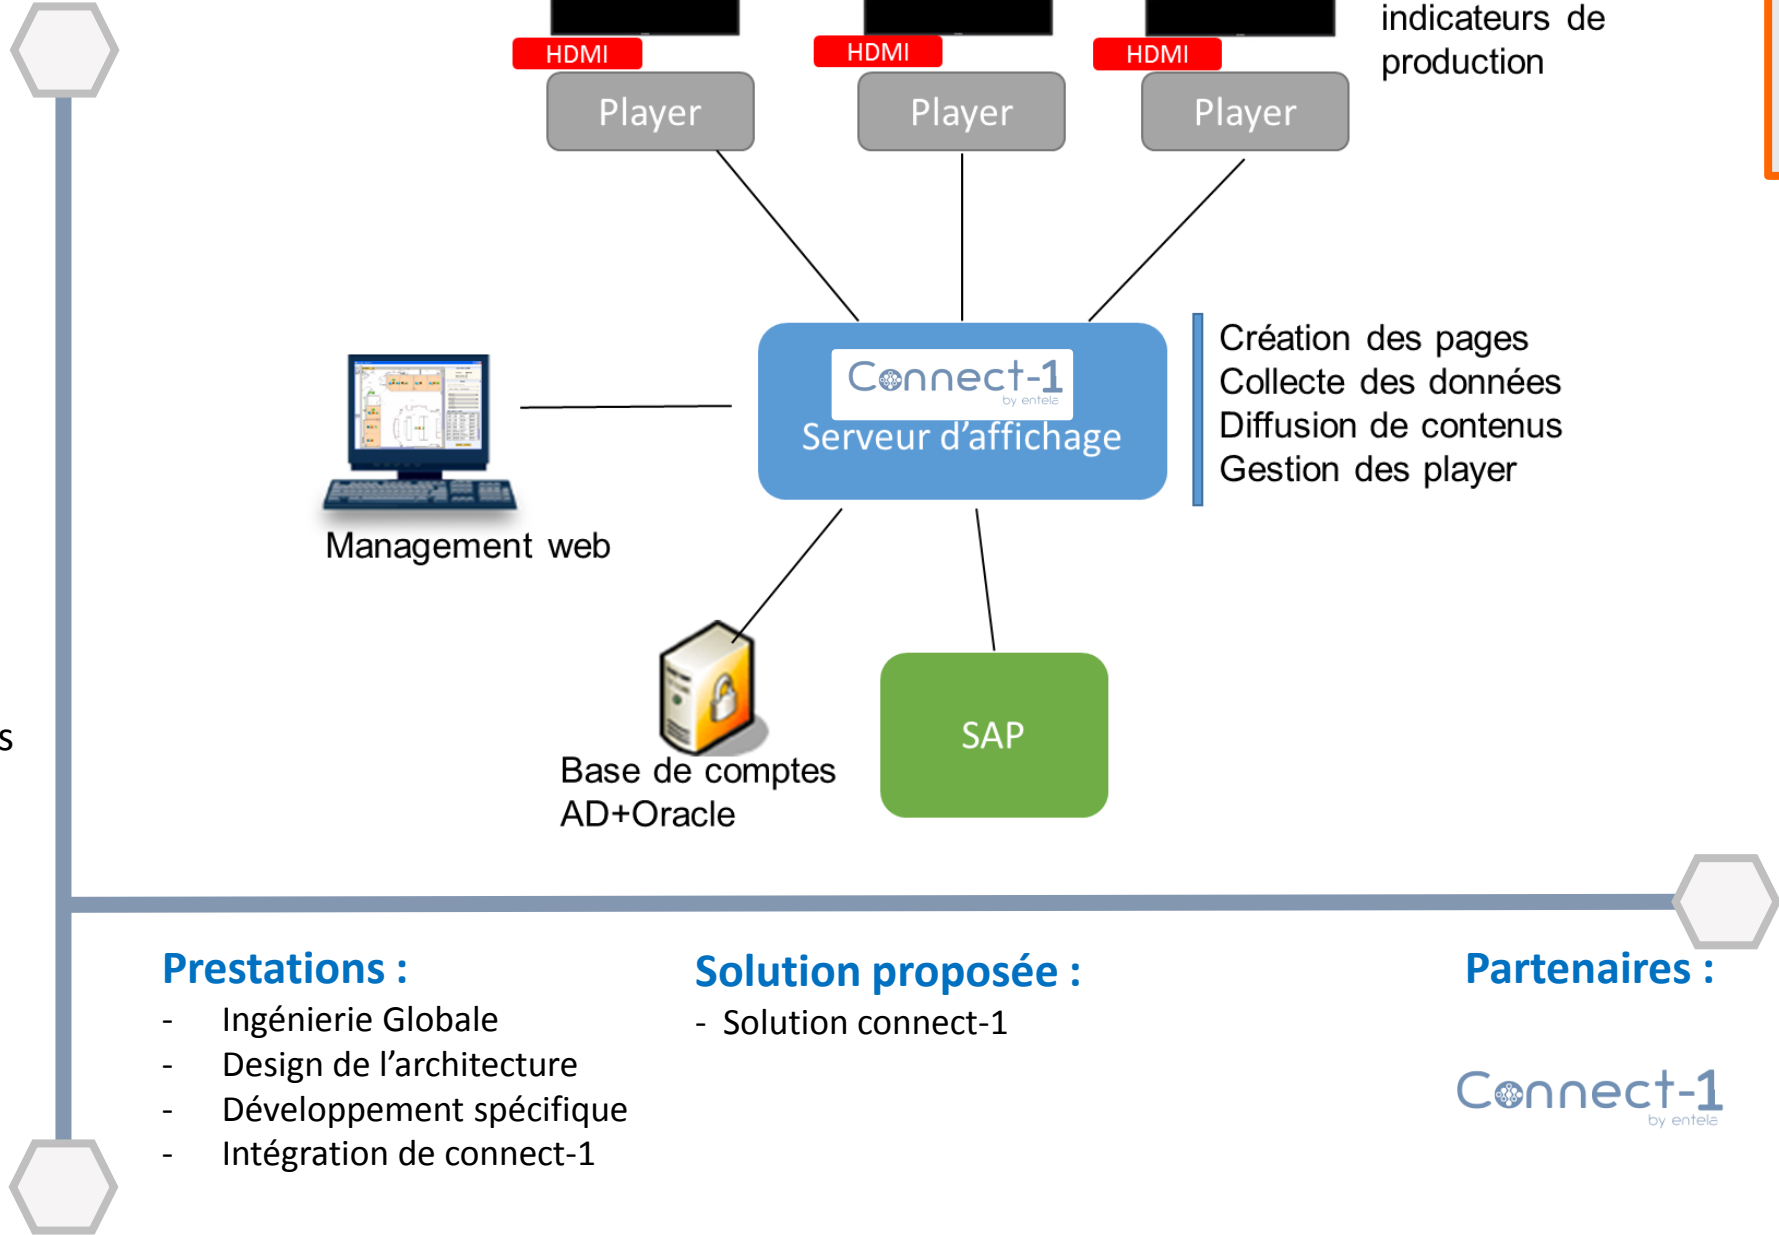 indicateurs de
production
HDMI
HDMI
HDMI
Player
Player
Player
Connect-1
by entela
Serveur d’affichage
Création des pages
Collecte des données
Diffusion de contenus
Gestion des player
Management web
s
Base de comptes
AD+Oracle
SAP
Prestations :
- Ingénierie Globale
- Design de l’architecture
- Développement spécifique
- Intégration de connect-1
Solution proposée :
- Solution connect-1
Partenaires :
Connect-1
by entela